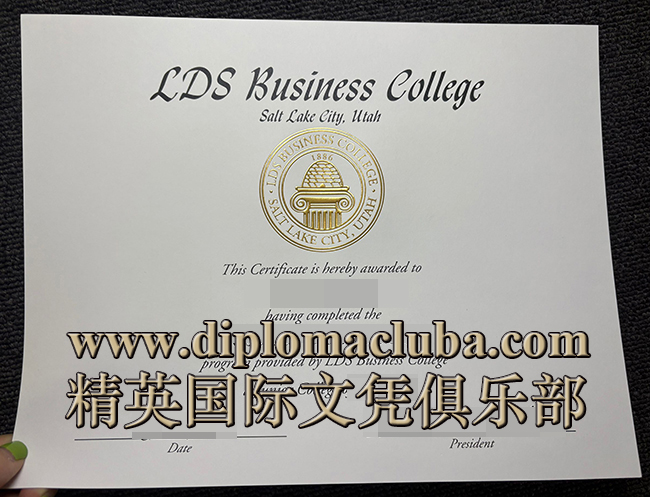 LDS Business College
Salt Lake City, Utah
· LDS BUSINESS COLLEGE ·
1886
SALT LAKE CITY, UTAH
This Certificate is hereby awarded to
having completed the
www.diplomacluba.com
program provided by LDS Business College
精英国际文凭俱乐部
Date
President